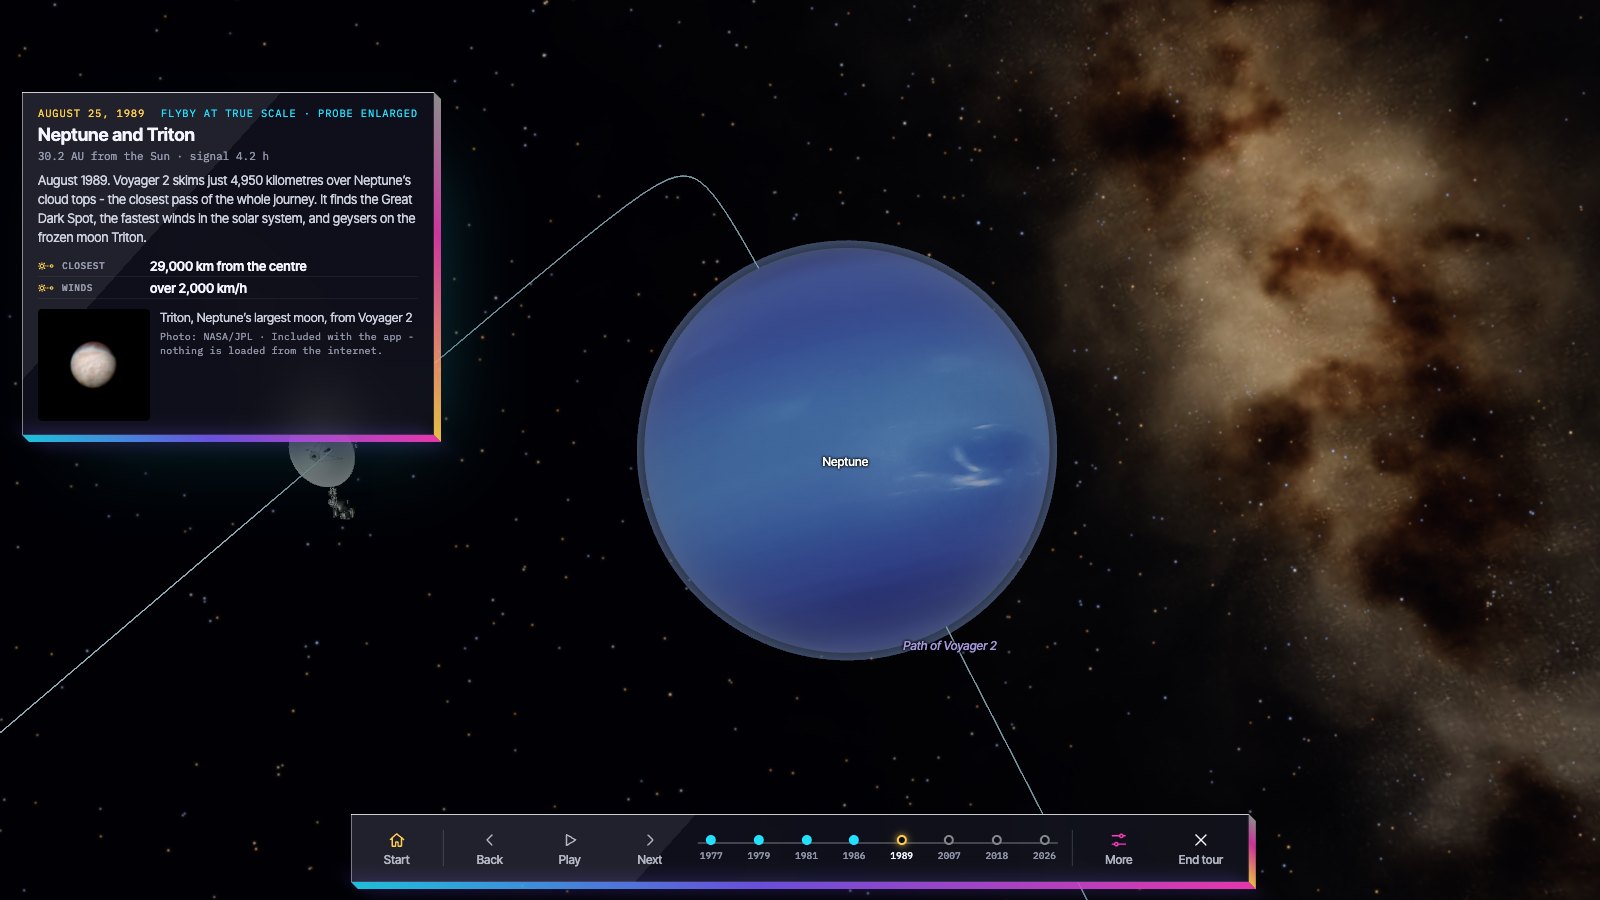 AUGUST 25, 1989 FLYBY AT TRUE SCALE · PROBE ENLARGED
Neptune and Triton
30.2 AU from the Sun · signal 4.2 h
August 1989. Voyager 2 skims just 4,950 kilometres over Neptune's
cloud tops - the closest pass of the whole journey. It finds the Great
Dark Spot, the fastest winds in the solar system, and geysers on the
frozen moon Triton.
CLOSEST 29,000 km from the centre
WINDS over 2,000 km/h
Triton, Neptune's largest moon, from Voyager 2
Photo: NASA/JPL · Included with the app -
nothing is loaded from the internet.
Neptune
Path of Voyager 2
Start Back Play Next 1977 1979 1981 1986 1989 2007 2018 2026 More End tour